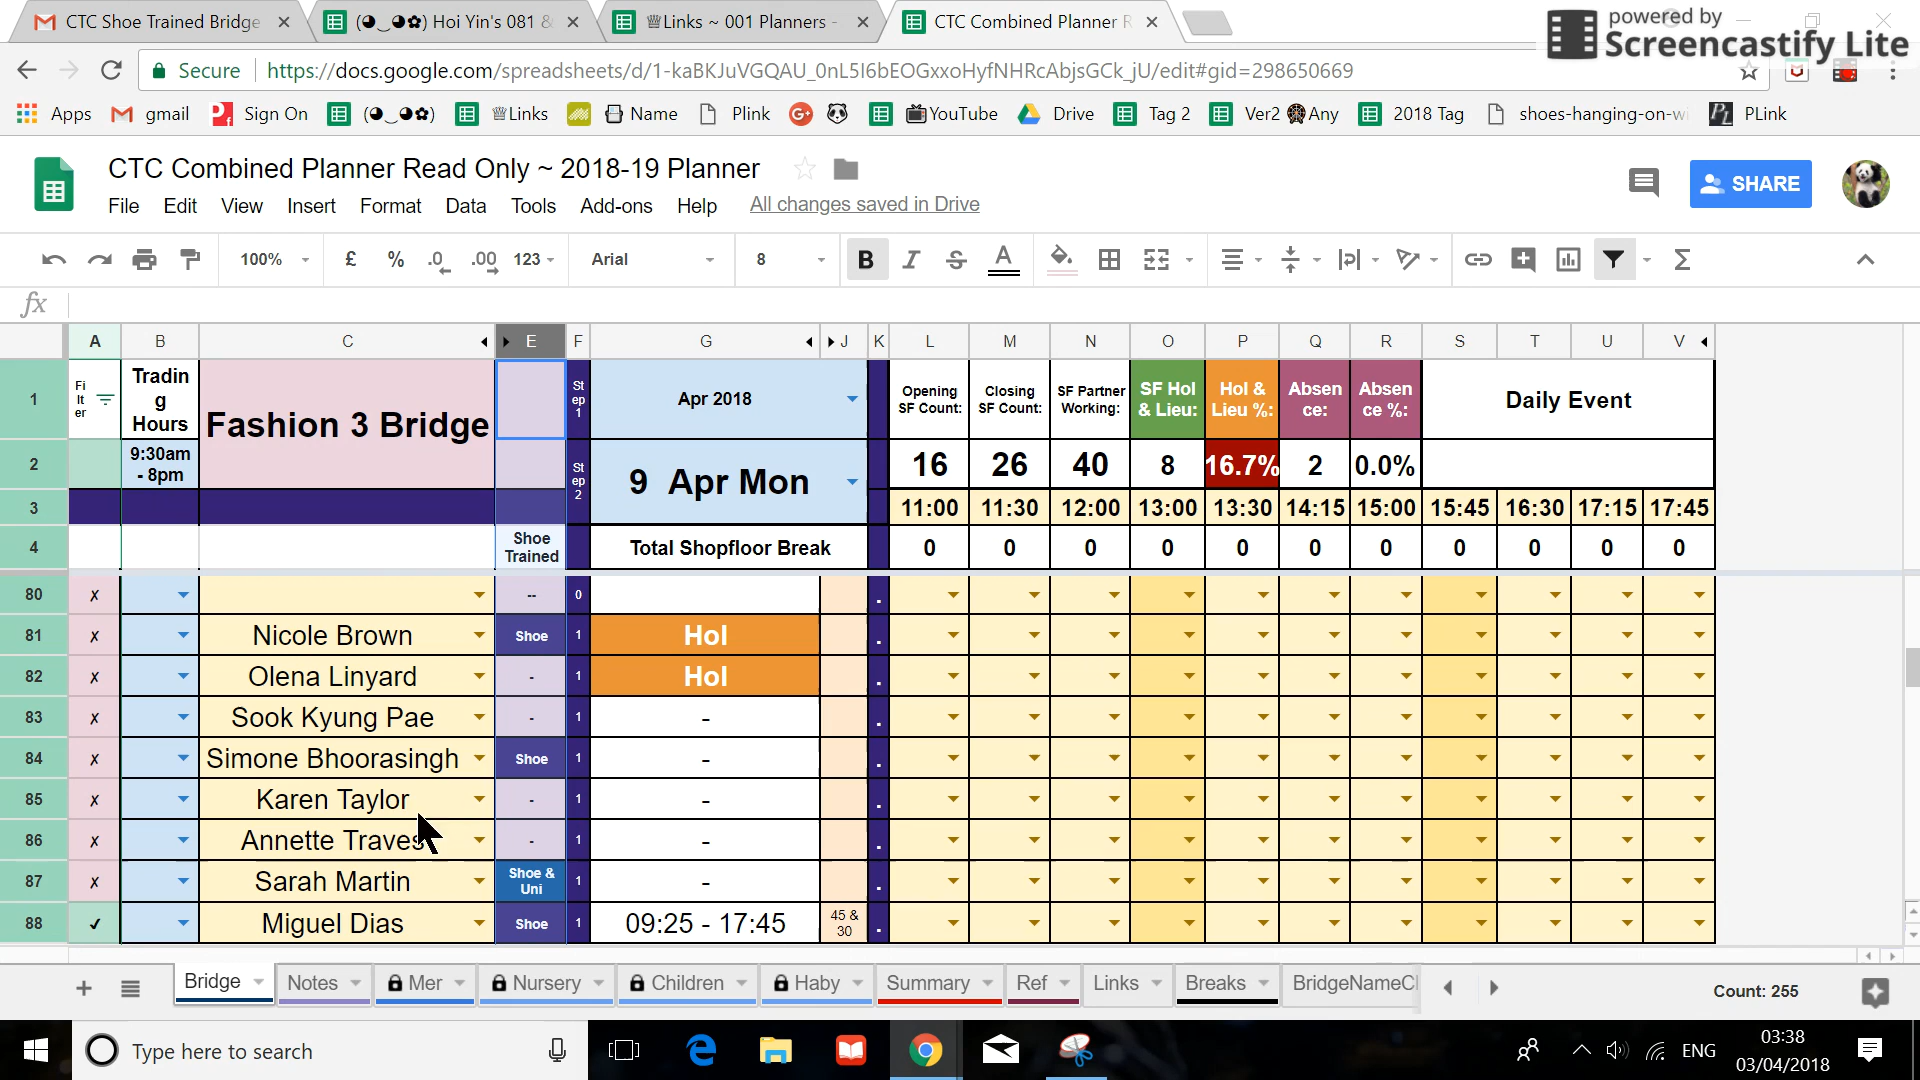 CTC Shoe Trained Bridge
Hoi Yin's 081 &
♕Links ~ 001 Planners -
CTC Combined Planner R
powered by
Screencastify Lite
Secure
https://docs.google.com/spreadsheets/d/1-kaBKJuVGQAU_0nL5I6bEOGxxoHyfNHRcAbjsGCk_jU/edit#gid=298650669
Apps gmail Sign On ♕Links Name Plink YouTube Drive Tag 2 Ver2 Any 2018 Tag shoes-hanging-on-wi PLink
CTC Combined Planner Read Only ~ 2018-19 Planner
SHARE
File Edit View Insert Format Data Tools Add-ons Help All changes saved in Drive
100% £ % .0 .00 123 Arial 8 B I S A Σ
fx
A B C E F G J K L M N O P Q R S T U V
1 Fi lt er Trading Hours Fashion 3 Bridge Step 1 Apr 2018 Opening SF Count: Closing SF Count: SF Partner Working: SF Hol & Lieu: Hol & Lieu %: Absence: Absence %: Daily Event
2 9:30am - 8pm Step 2 9 Apr Mon 16 26 40 8 16.7% 2 0.0%
3 11:00 11:30 12:00 13:00 13:30 14:15 15:00 15:45 16:30 17:15 17:45
4 Shoe Trained Total Shopfloor Break 0 0 0 0 0 0 0 0 0 0 0
80 ✗ -- 0 .
81 ✗ Nicole Brown Shoe 1 Hol .
82 ✗ Olena Linyard - 1 Hol .
83 ✗ Sook Kyung Pae - 1 - .
84 ✗ Simone Bhoorasingh Shoe 1 - .
85 ✗ Karen Taylor - 1 - .
86 ✗ Annette Traves - 1 - .
87 ✗ Sarah Martin Shoe & Uni 1 - .
88 ✓ Miguel Dias Shoe 1 09:25 - 17:45 45 & 30 .
Bridge Notes Mer Nursery Children Haby Summary Ref Links Breaks BridgeNameCl
Count: 255
Type here to search
ENG
03:38
03/04/2018